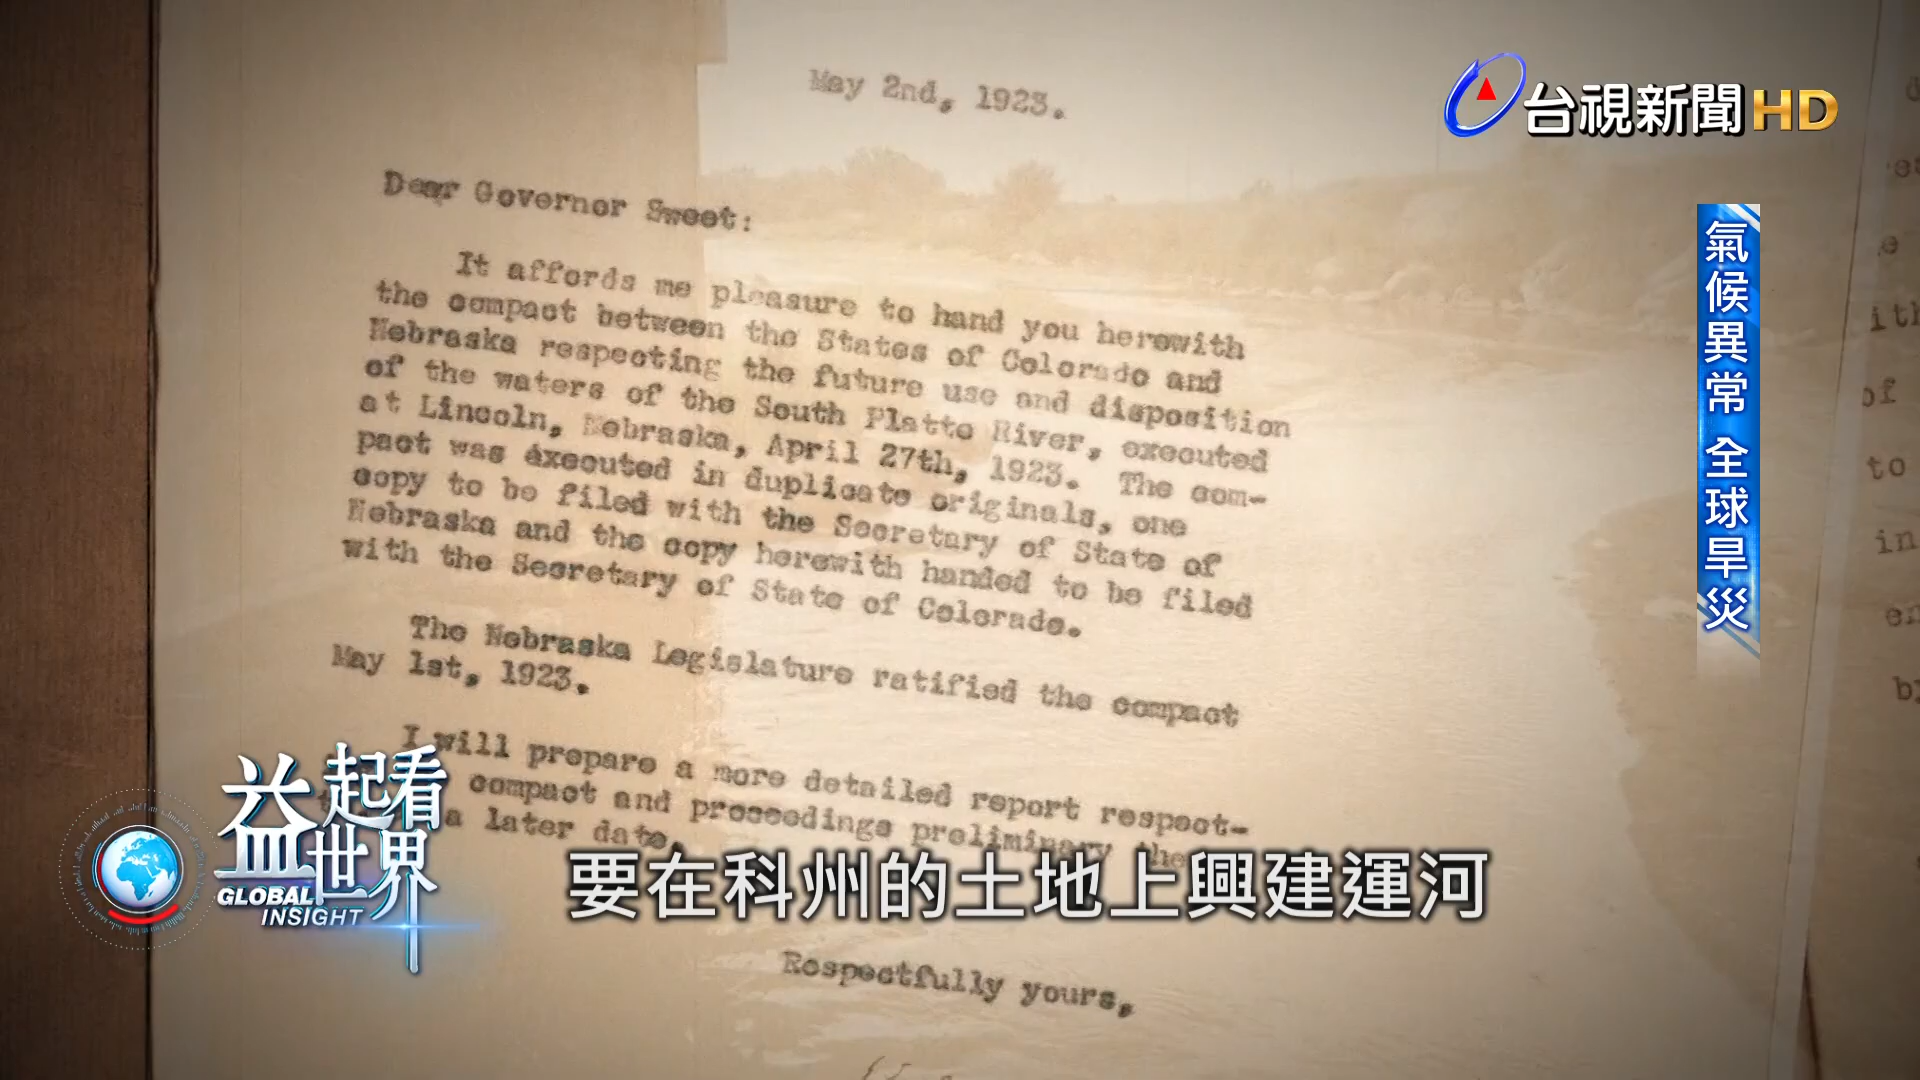 May 2nd, 1923.
台視新聞HD
Dear Governor Sweet:
It affords me pleasure to hand you herewith
the compact between the States of Colorado and
Nebraska respecting the future use and disposition
of the waters of the South Platte River, executed
at Lincoln, Nebraska, April 27th, 1923. The com-
pact was executed in duplicate originals, one
copy to be filed with the Secretary of State of
Nebraska and the copy herewith handed to be filed
with the Secretary of State of Colorado.
The Nebraska Legislature ratified the compact
May 1st, 1923.
I will prepare a more detailed report respect-
compact and proceedings preliminary
a later date.
Respectfully yours,
氣候異常 全球旱災
益起看世界
GLOBAL
INSIGHT
要在科州的土地上興建運河
of
to
in